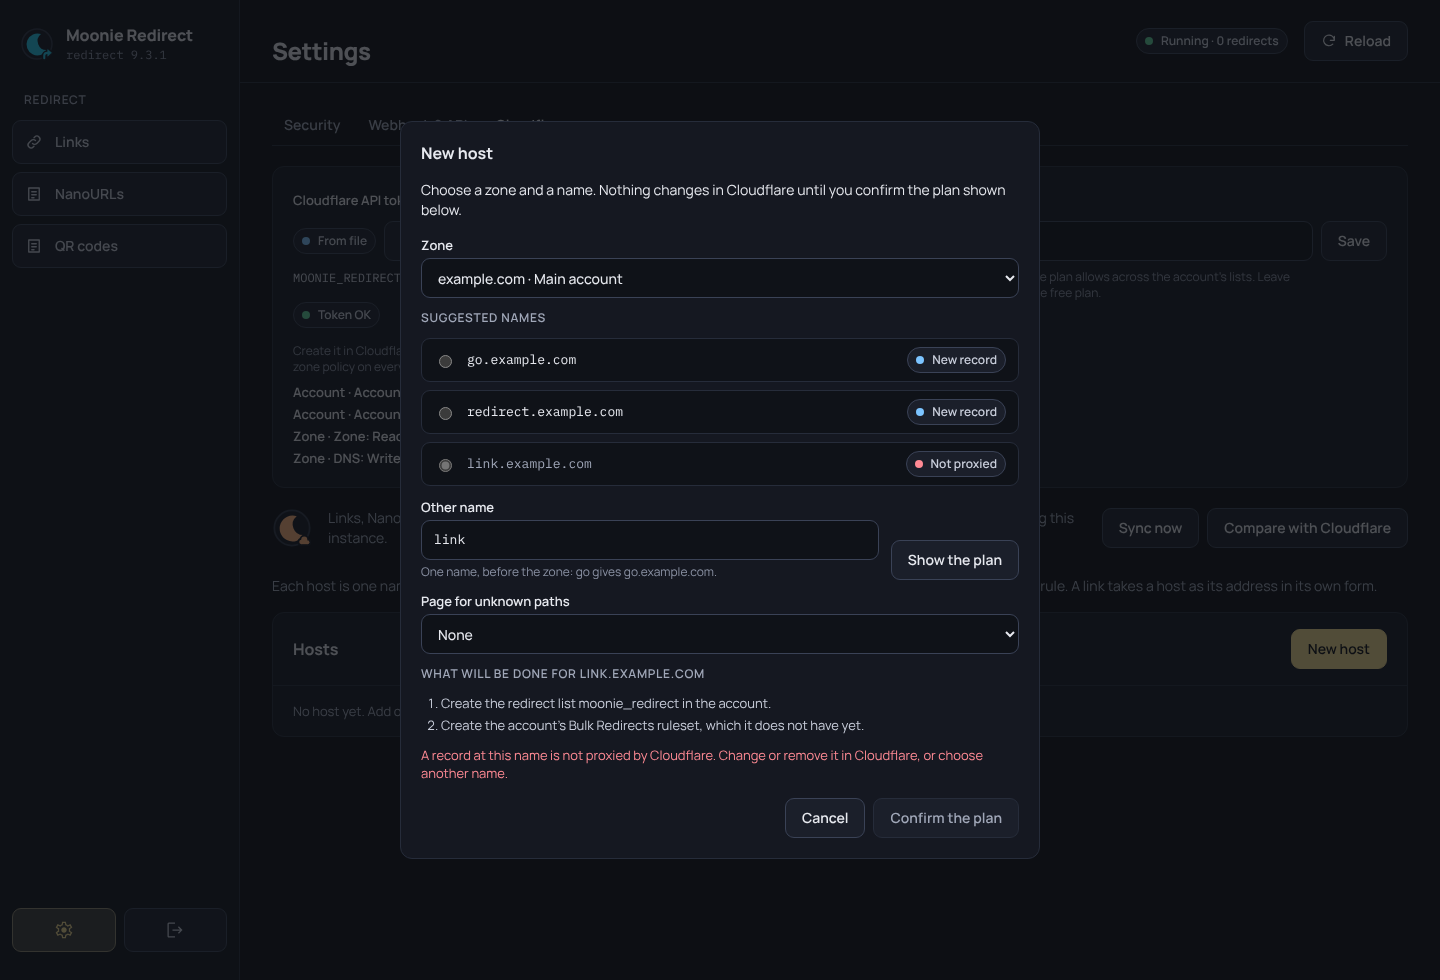 Moonie Redirect
redirect 9.3.1
REDIRECT
Links
NanoURLs
QR codes
Settings
Running · 0 redirects
Reload
Security
Cloudflare API tok
From file
Save
MOONIE_REDIRECT
e plan allows across the account's lists. Leave
e free plan.
Token OK
Create it in Cloudfla
zone policy on every
Account · Accoun
Account · Accoun
Zone · Zone: Read
Zone · DNS: Write
Links, Nano
instance.
g this
Sync now
Compare with Cloudflare
Each host is one nam
rule. A link takes a host as its address in its own form.
Hosts
New host
No host yet. Add o
New host
Choose a zone and a name. Nothing changes in Cloudflare until you confirm the plan shown
below.
Zone
example.com · Main account
SUGGESTED NAMES
go.example.com
New record
redirect.example.com
New record
link.example.com
Not proxied
Other name
link
Show the plan
One name, before the zone: go gives go.example.com.
Page for unknown paths
None
WHAT WILL BE DONE FOR LINK.EXAMPLE.COM
1. Create the redirect list moonie_redirect in the account.
2. Create the account's Bulk Redirects ruleset, which it does not have yet.
A record at this name is not proxied by Cloudflare. Change or remove it in Cloudflare, or choose
another name.
Cancel
Confirm the plan